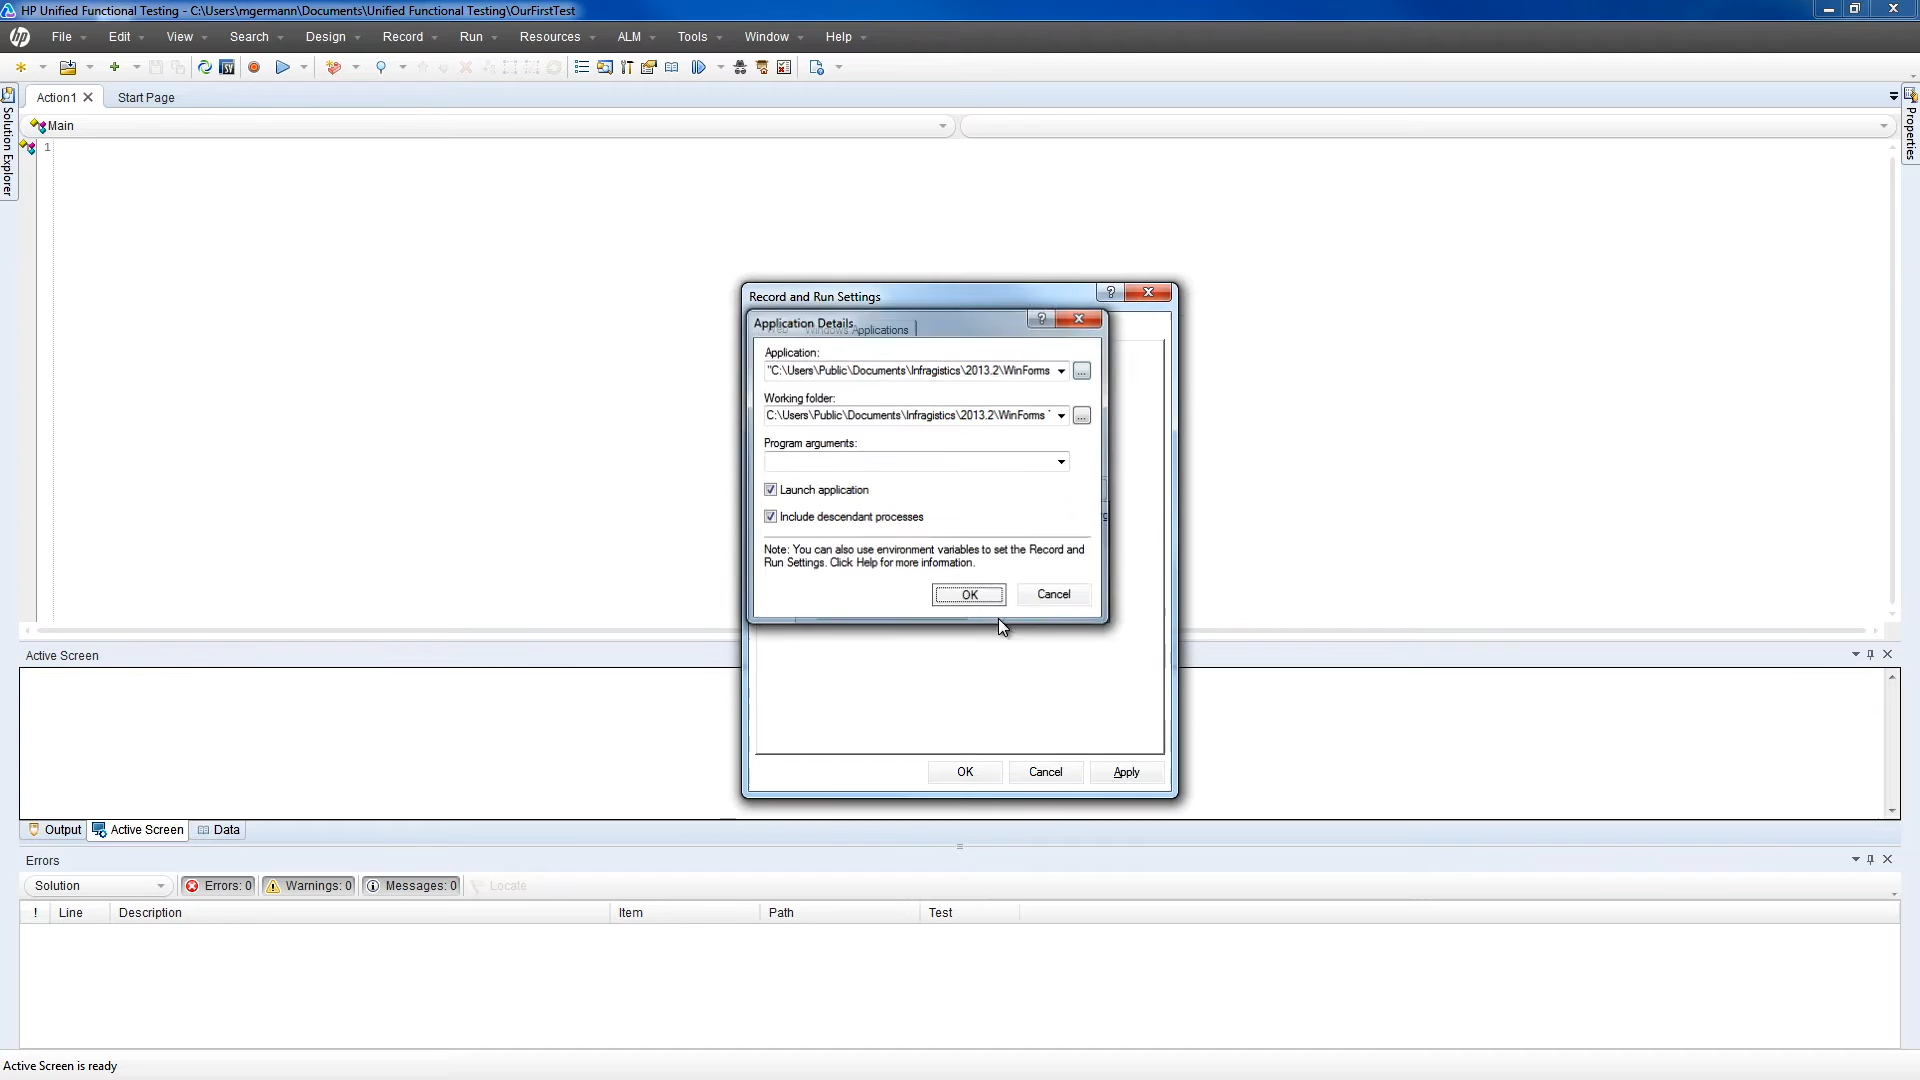 HP Unified Functional Testing - C:\Users\mgermann\Documents\Unified Functional Testing\OurFirstTest
hp File Edit View Search Design Record Run Resources ALM Tools Window Help
Action1 Start Page
Solution Explorer
Properties
Main
1
Record and Run Settings
Application Details
Windows Applications
Application:
"C:\Users\Public\Documents\Infragistics\2013.2\WinForms
...
Working folder:
C:\Users\Public\Documents\Infragistics\2013.2\WinForms
...
Program arguments:
Launch application
Include descendant processes
Note: You can also use environment variables to set the Record and
Run Settings. Click Help for more information.
OK Cancel
OK Cancel Apply
Active Screen
Output Active Screen Data
Errors
Solution Errors: 0 Warnings: 0 Messages: 0 Locate
! Line Description Item Path Test
Active Screen is ready